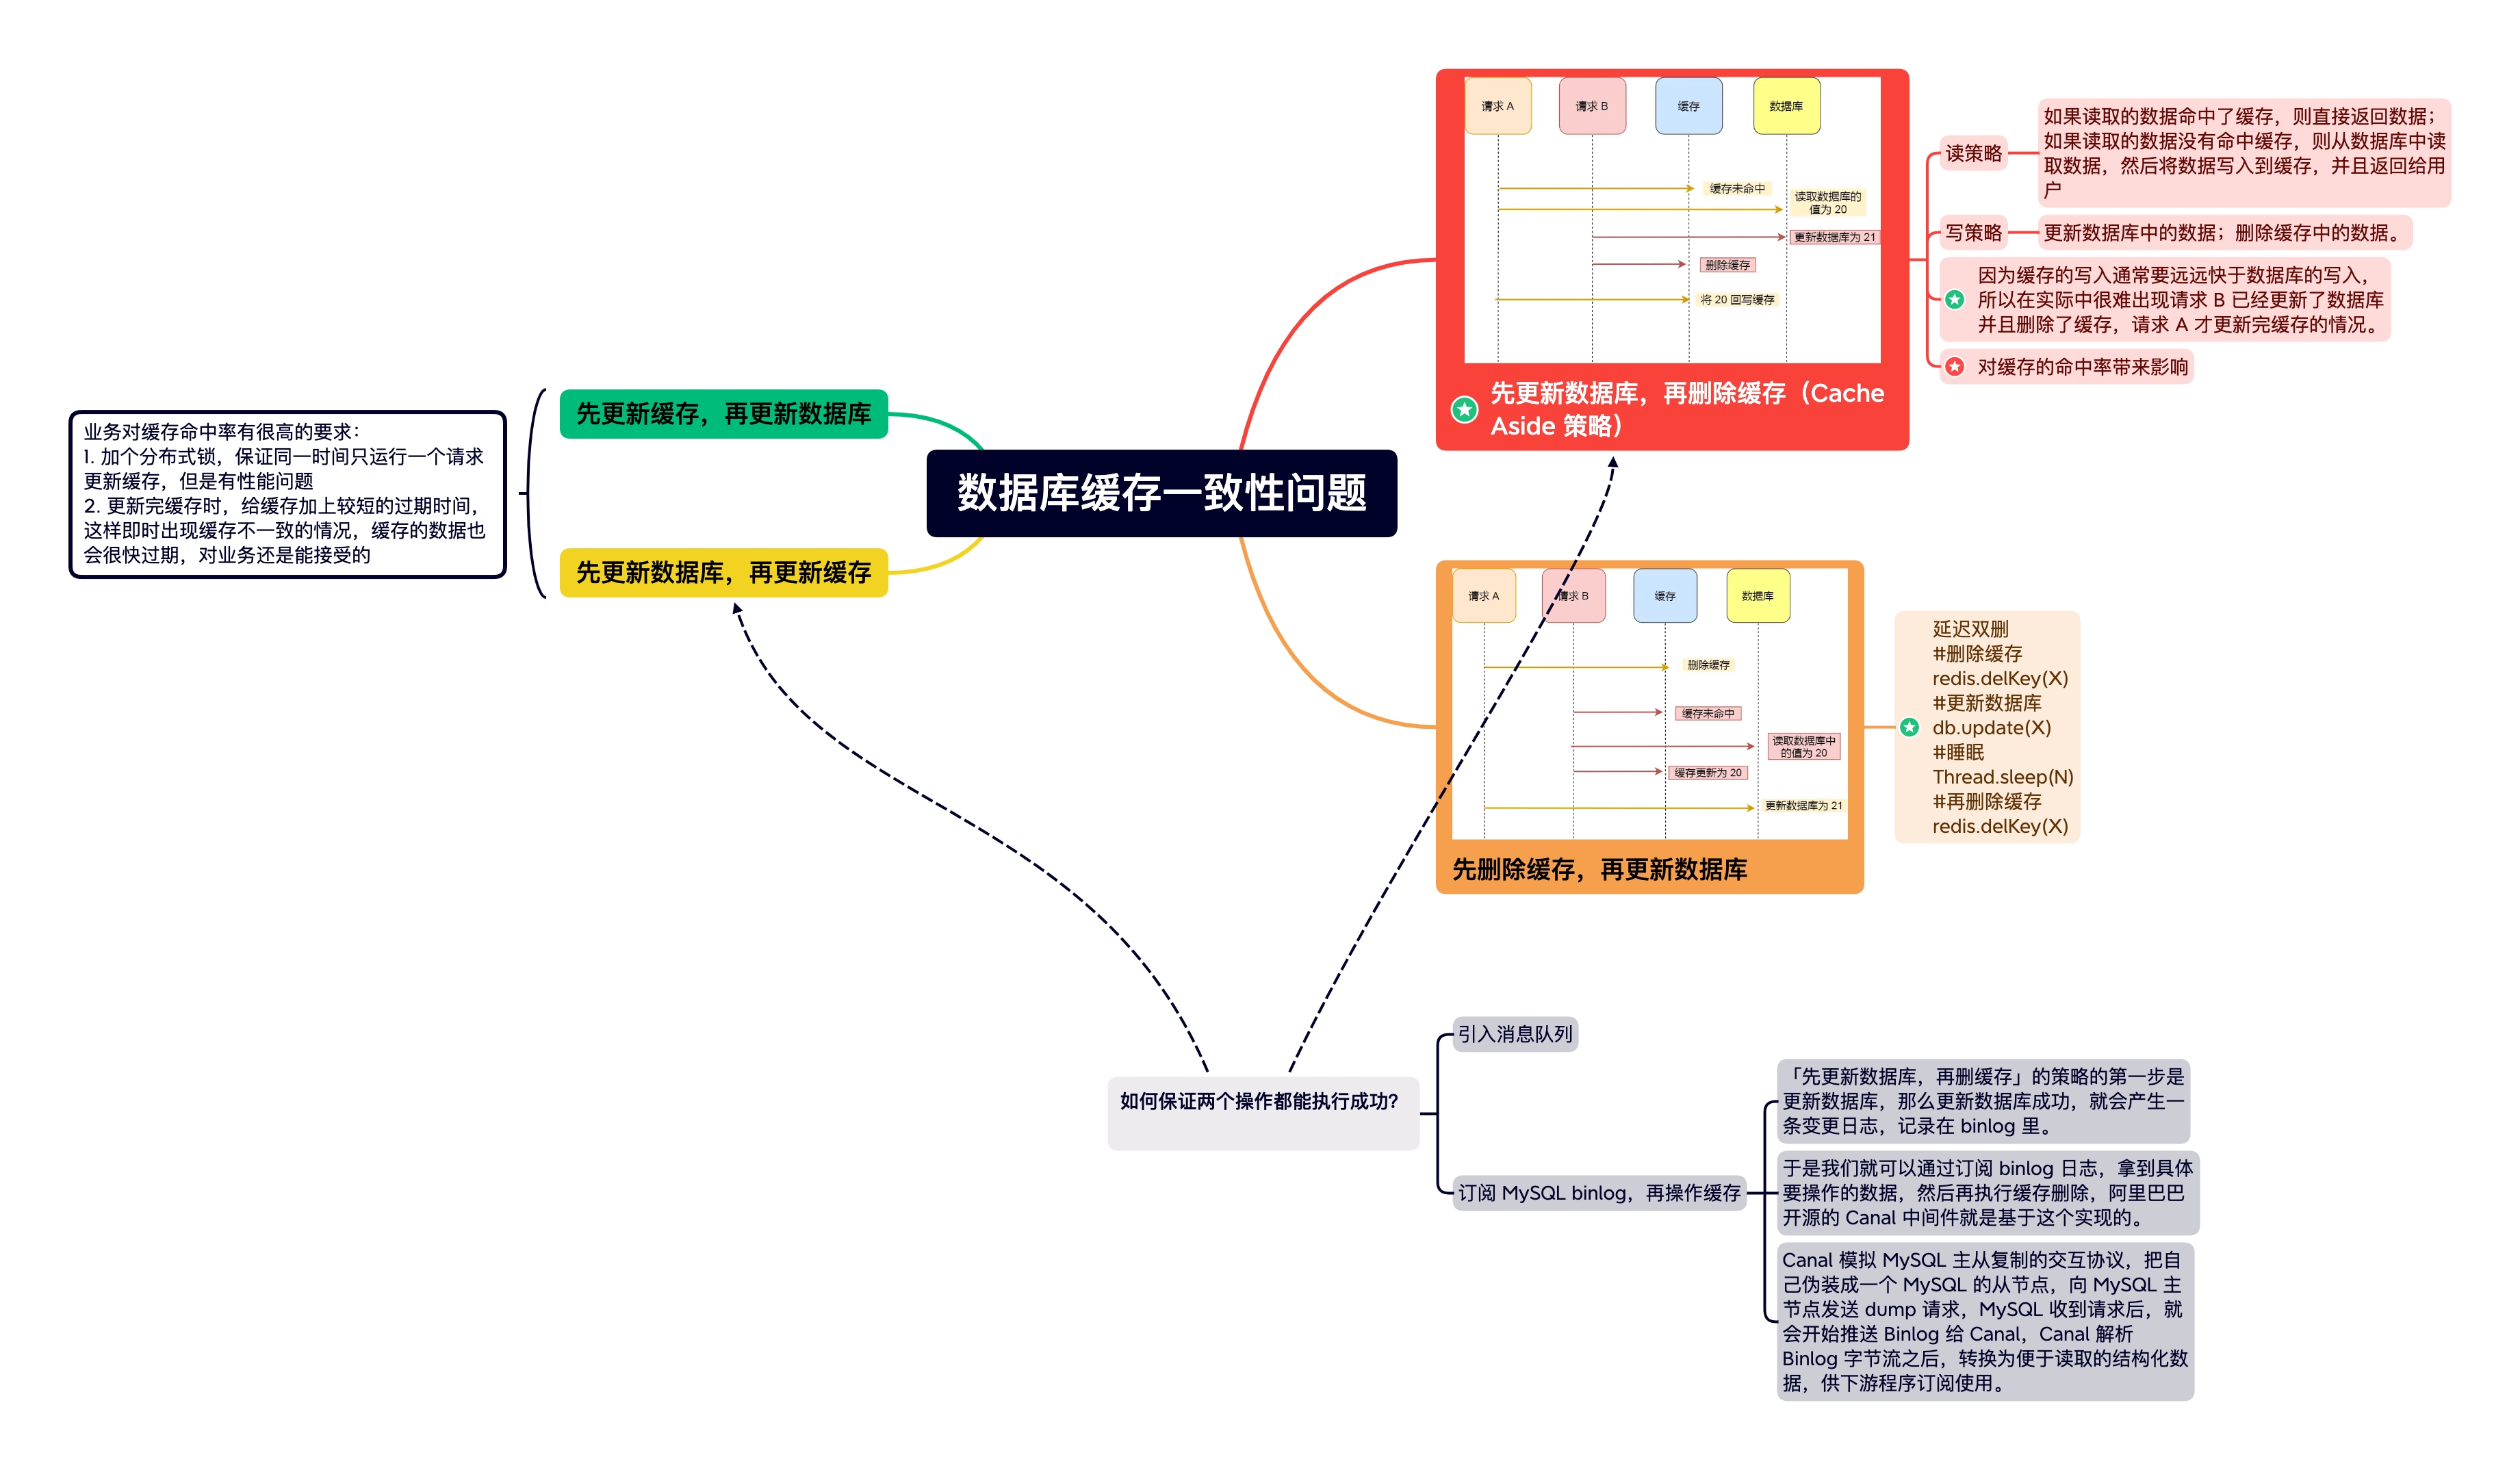 数据库缓存一致性问题
请求 A
请求 B
缓存
数据库
缓存未命中
读取数据库的
值为 20
更新数据库为 21
删除缓存
将 20 回写缓存
先更新数据库，再删除缓存（Cache
Aside 策略）
读策略
如果读取的数据命中了缓存，则直接返回数据；
如果读取的数据没有命中缓存，则从数据库中读
取数据，然后将数据写入到缓存，并且返回给用
户
写策略
更新数据库中的数据；删除缓存中的数据。
因为缓存的写入通常要远远快于数据库的写入，
所以在实际中很难出现请求 B 已经更新了数据库
并且删除了缓存，请求 A 才更新完缓存的情况。
对缓存的命中率带来影响
请求 A
请求 B
缓存
数据库
删除缓存
缓存未命中
读取数据库中
的值为 20
缓存更新为 20
更新数据库为 21
先删除缓存，再更新数据库
延迟双删
#删除缓存
redis.delKey(X)
#更新数据库
db.update(X)
#睡眠
Thread.sleep(N)
#再删除缓存
redis.delKey(X)
先更新缓存，再更新数据库
先更新数据库，再更新缓存
业务对缓存命中率有很高的要求：
1. 加个分布式锁，保证同一时间只运行一个请求
更新缓存，但是有性能问题
2. 更新完缓存时，给缓存加上较短的过期时间，
这样即时出现缓存不一致的情况，缓存的数据也
会很快过期，对业务还是能接受的
如何保证两个操作都能执行成功？
引入消息队列
订阅 MySQL binlog，再操作缓存
「先更新数据库，再删缓存」的策略的第一步是
更新数据库，那么更新数据库成功，就会产生一
条变更日志，记录在 binlog 里。
于是我们就可以通过订阅 binlog 日志，拿到具体
要操作的数据，然后再执行缓存删除，阿里巴巴
开源的 Canal 中间件就是基于这个实现的。
Canal 模拟 MySQL 主从复制的交互协议，把自
己伪装成一个 MySQL 的从节点，向 MySQL 主
节点发送 dump 请求，MySQL 收到请求后，就
会开始推送 Binlog 给 Canal，Canal 解析
Binlog 字节流之后，转换为便于读取的结构化数
据，供下游程序订阅使用。